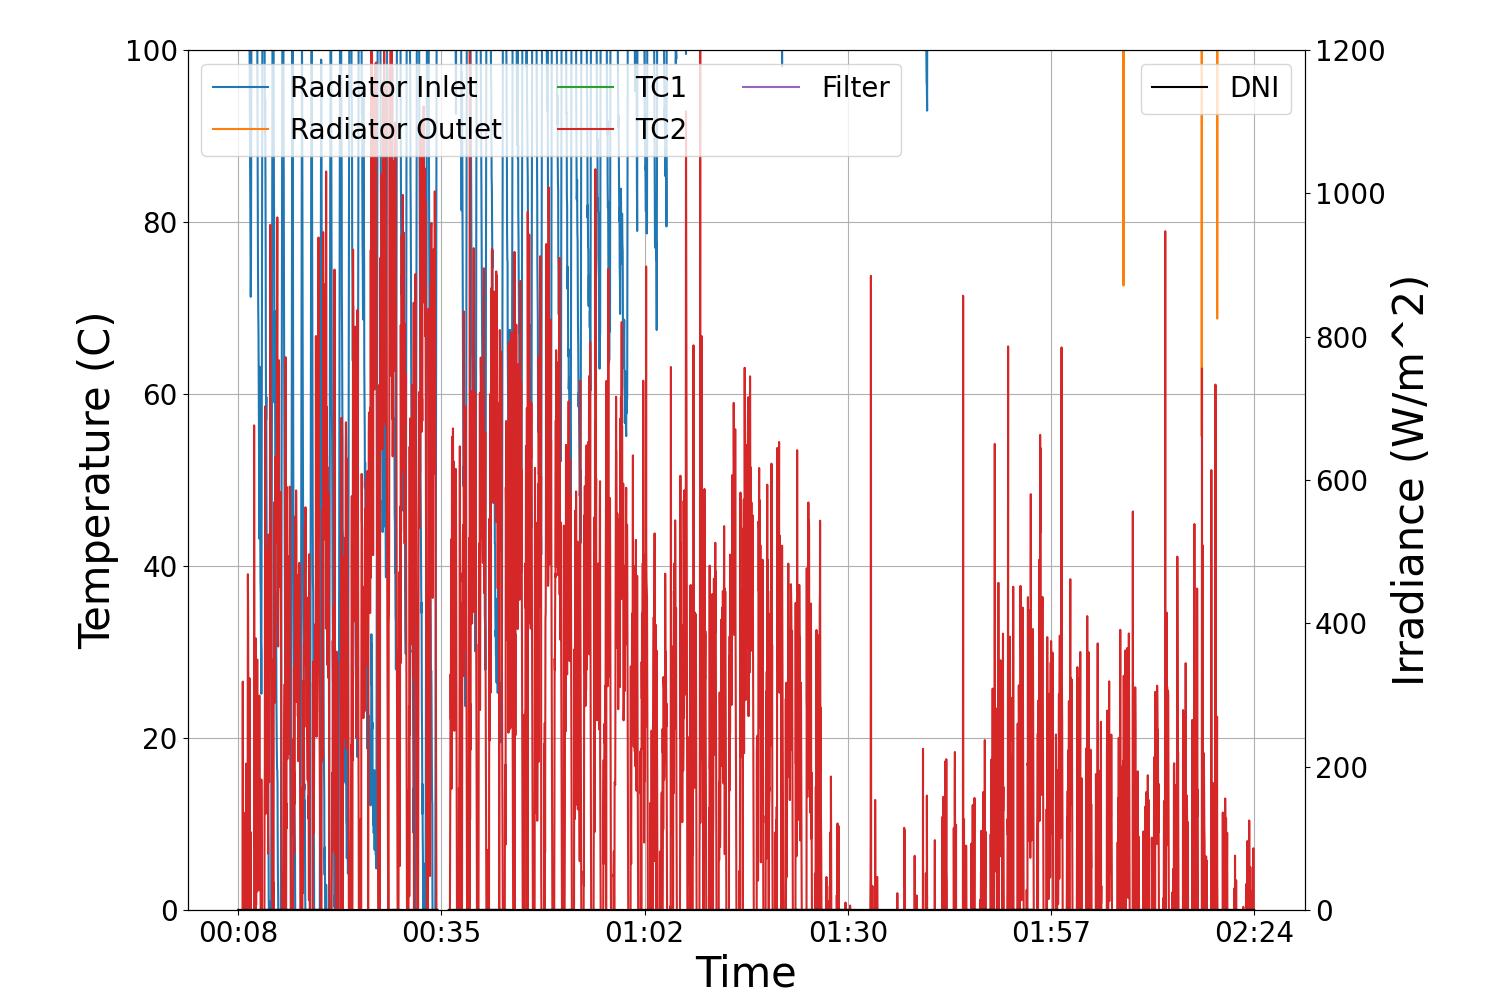 100
80
60
40
20
0
Temperature (C)
Radiator Inlet
Radiator Outlet
TC1
TC2
Filter
DNI
1200
1000
800
600
400
200
0
Irradiance (W/m^2)
00:08
00:35
01:02
01:30
01:57
02:24
Time